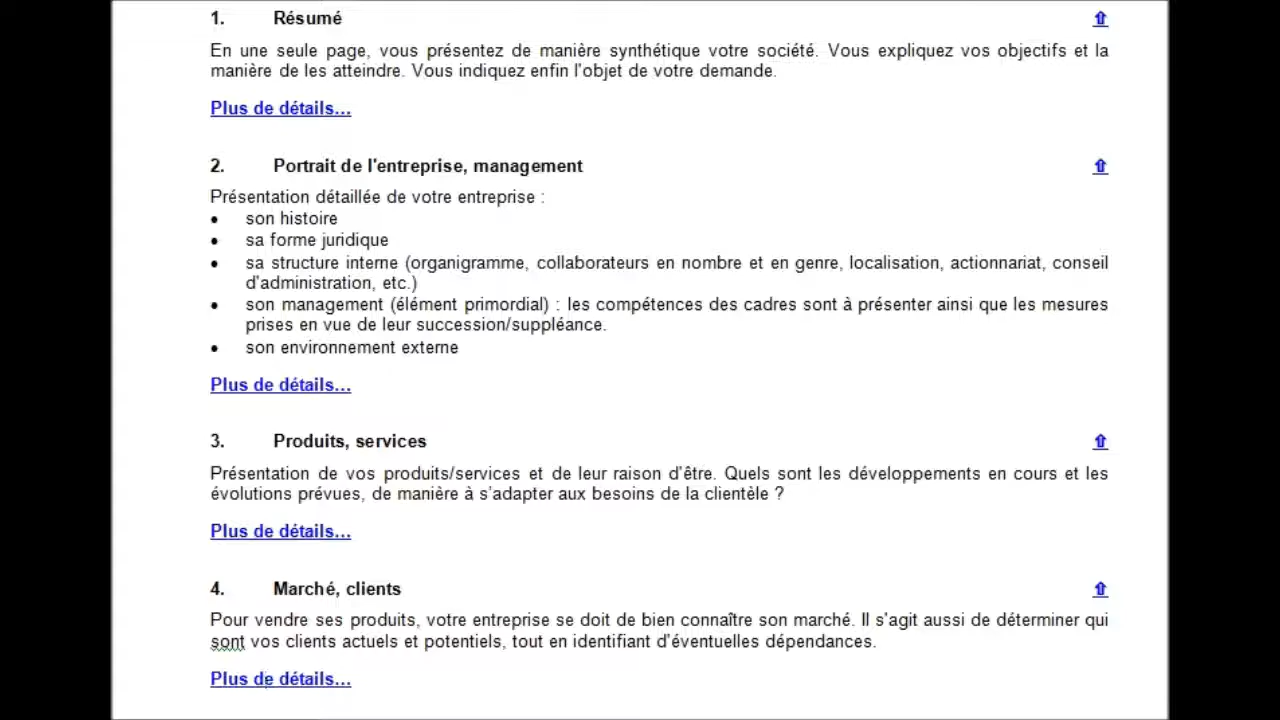 1. Résumé ⇧
En une seule page, vous présentez de manière synthétique votre société. Vous expliquez vos objectifs et la
manière de les atteindre. Vous indiquez enfin l'objet de votre demande.
Plus de détails...
2. Portrait de l'entreprise, management ⇧
Présentation détaillée de votre entreprise :
• son histoire
• sa forme juridique
• sa structure interne (organigramme, collaborateurs en nombre et en genre, localisation, actionnariat, conseil
d'administration, etc.)
• son management (élément primordial) : les compétences des cadres sont à présenter ainsi que les mesures
prises en vue de leur succession/suppléance.
• son environnement externe
Plus de détails...
3. Produits, services ⇧
Présentation de vos produits/services et de leur raison d'être. Quels sont les développements en cours et les
évolutions prévues, de manière à s'adapter aux besoins de la clientèle ?
Plus de détails...
4. Marché, clients ⇧
Pour vendre ses produits, votre entreprise se doit de bien connaître son marché. Il s'agit aussi de déterminer qui
sont vos clients actuels et potentiels, tout en identifiant d'éventuelles dépendances.
Plus de détails...